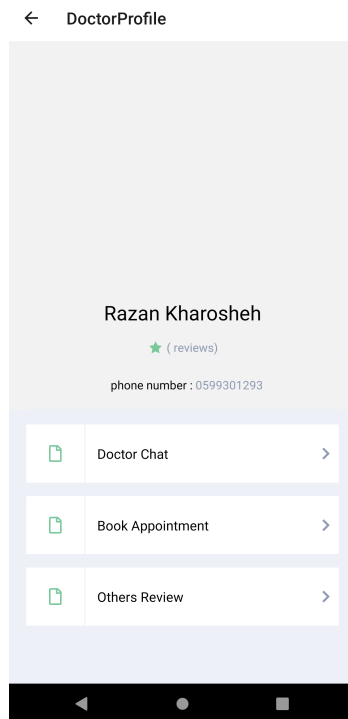 DoctorProfile
Razan Kharosheh
( reviews)
phone number : 0599301293
Doctor Chat
Book Appointment
Others Review